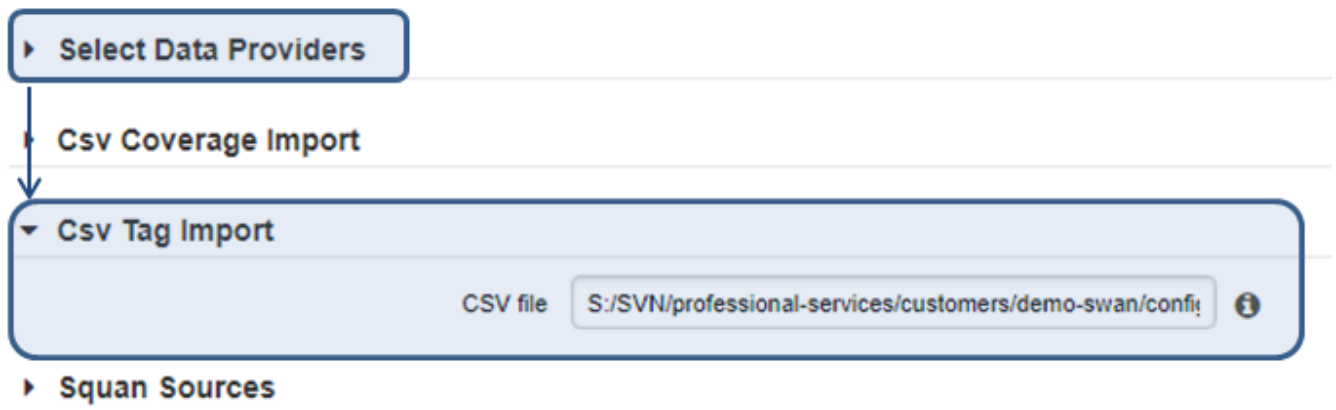 Select Data Providers
Csv Coverage Import
Csv Tag Import
CSV file S:/SVN/professional-services/customers/demo-swan/config
Squan Sources